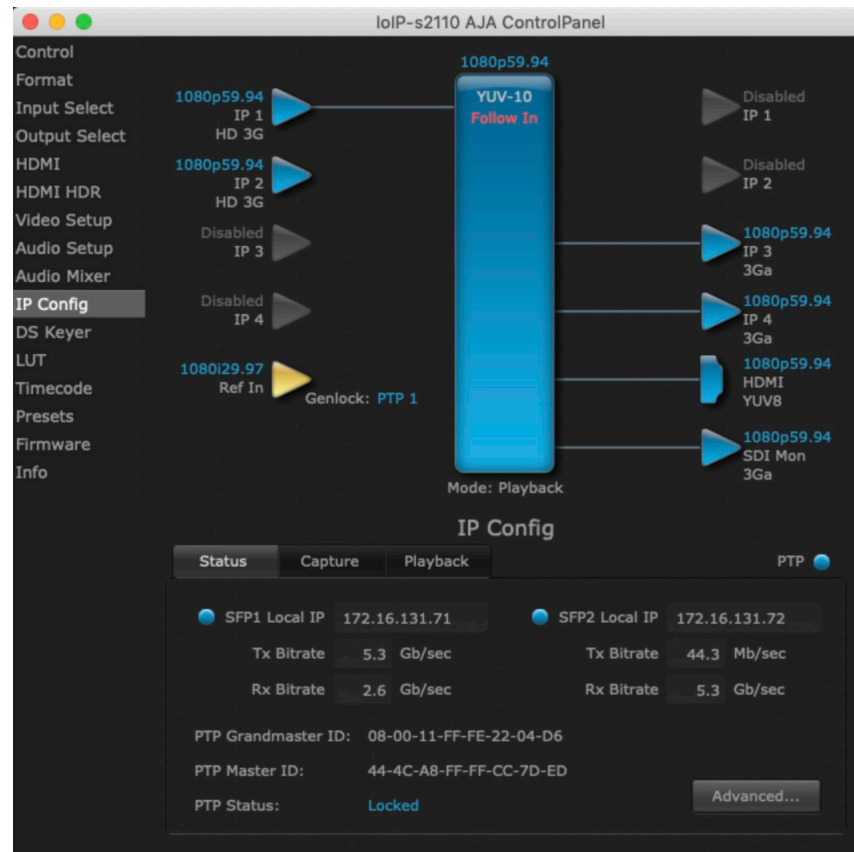 IoIP-s2110 AJA ControlPanel
Control
Format
Input Select
Output Select
HDMI
HDMI HDR
Video Setup
Audio Setup
Audio Mixer
IP Config
DS Keyer
LUT
Timecode
Presets
Firmware
Info
1080p59.94
IP 1
HD 3G
1080p59.94
IP 2
HD 3G
Disabled
IP 3
Disabled
IP 4
1080i29.97
Ref In
Genlock: PTP 1
1080p59.94
YUV-10
Follow In
Mode: Playback
Disabled
IP 1
Disabled
IP 2
1080p59.94
IP 3
3Ga
1080p59.94
IP 4
3Ga
1080p59.94
HDMI
YUV8
1080p59.94
SDI Mon
3Ga
IP Config
Status Capture Playback PTP
SFP1 Local IP 172.16.131.71 SFP2 Local IP 172.16.131.72
Tx Bitrate 5.3 Gb/sec Tx Bitrate 44.3 Mb/sec
Rx Bitrate 2.6 Gb/sec Rx Bitrate 5.3 Gb/sec
PTP Grandmaster ID: 08-00-11-FF-FE-22-04-D6
PTP Master ID: 44-4C-A8-FF-FF-CC-7D-ED
PTP Status: Locked
Advanced...